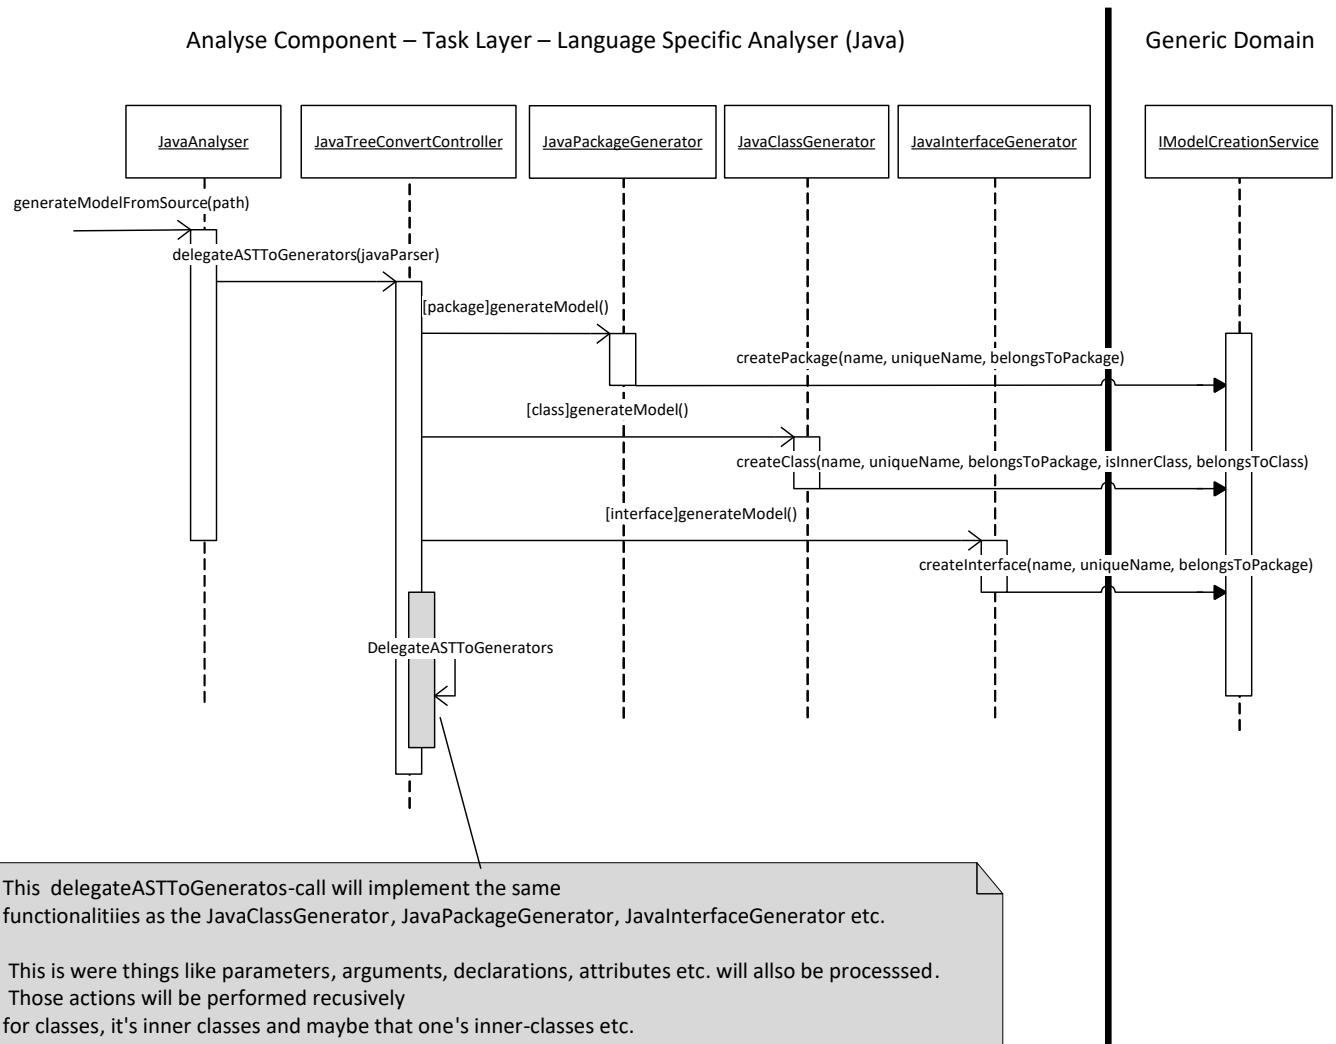 Analyse Component – Task Layer – Language Specific Analyser (Java)
Generic Domain
JavaAnalyser
JavaTreeConvertController
JavaPackageGenerator
JavaClassGenerator
JavaInterfaceGenerator
IModelCreationService
generateModelFromSource(path)
delegateASTToGenerators(javaParser)
[package]generateModel()
createPackage(name, uniqueName, belongsToPackage)
[class]generateModel()
createClass(name, uniqueName, belongsToPackage, isInnerClass, belongsToClass)
[interface]generateModel()
createInterface(name, uniqueName, belongsToPackage)
DelegateASTToGenerators
This  delegateASTToGeneratos-call will implement the same
functionalitiies as the JavaClassGenerator, JavaPackageGenerator, JavaInterfaceGenerator etc.
This is were things like parameters, arguments, declarations, attributes etc. will allso be processsed.
Those actions will be performed recusively
for classes, it's inner classes and maybe that one's inner-classes etc.